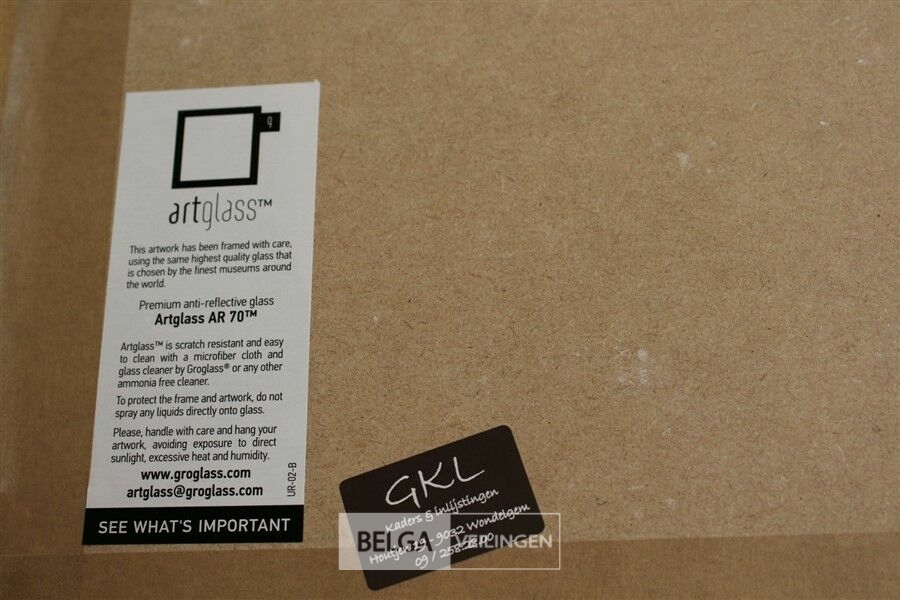 g
artglass™
This artwork has been framed with care,
using the same highest quality glass that
is chosen by the finest museums around
the world.
Premium anti-reflective glass
Artglass AR 70™
Artglass™ is scratch resistant and easy
to clean with a microfiber cloth and
glass cleaner by Groglass® or any other
ammonia free cleaner.
To protect the frame and artwork, do not
spray any liquids directly onto glass.
Please, handle with care and hang your
artwork, avoiding exposure to direct
sunlight, excessive heat and humidity.
www.groglass.com
artglass@groglass.com
UR-02-B
SEE WHAT'S IMPORTANT
GKL
Kaders & inlijstingen
- 9032 Wondelgem
09 / 258
BELGA VEILINGEN